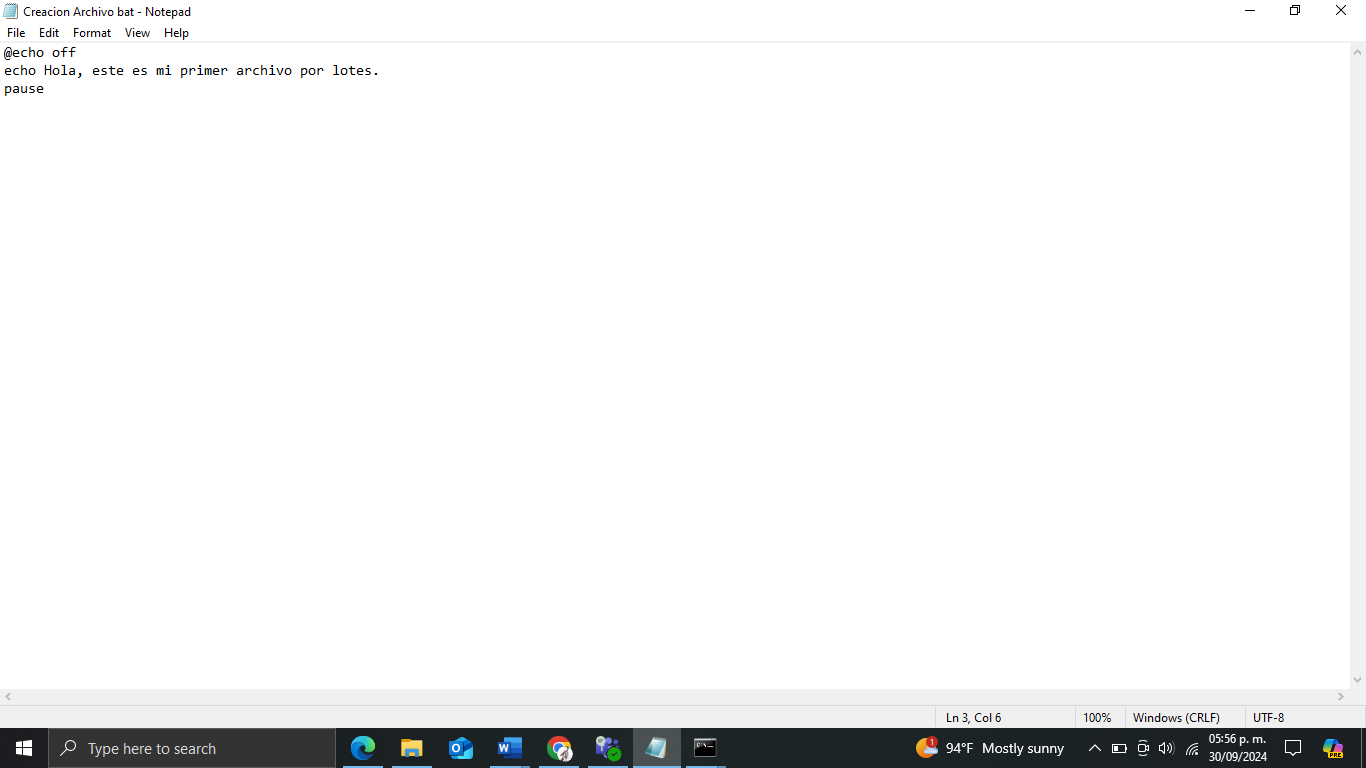 Creacion Archivo bat - Notepad
File Edit Format View Help
@echo off
echo Hola, este es mi primer archivo por lotes.
pause
Ln 3, Col 6 100% Windows (CRLF) UTF-8
Type here to search
1
94°F Mostly sunny
05:56 p. m.
30/09/2024
PRE